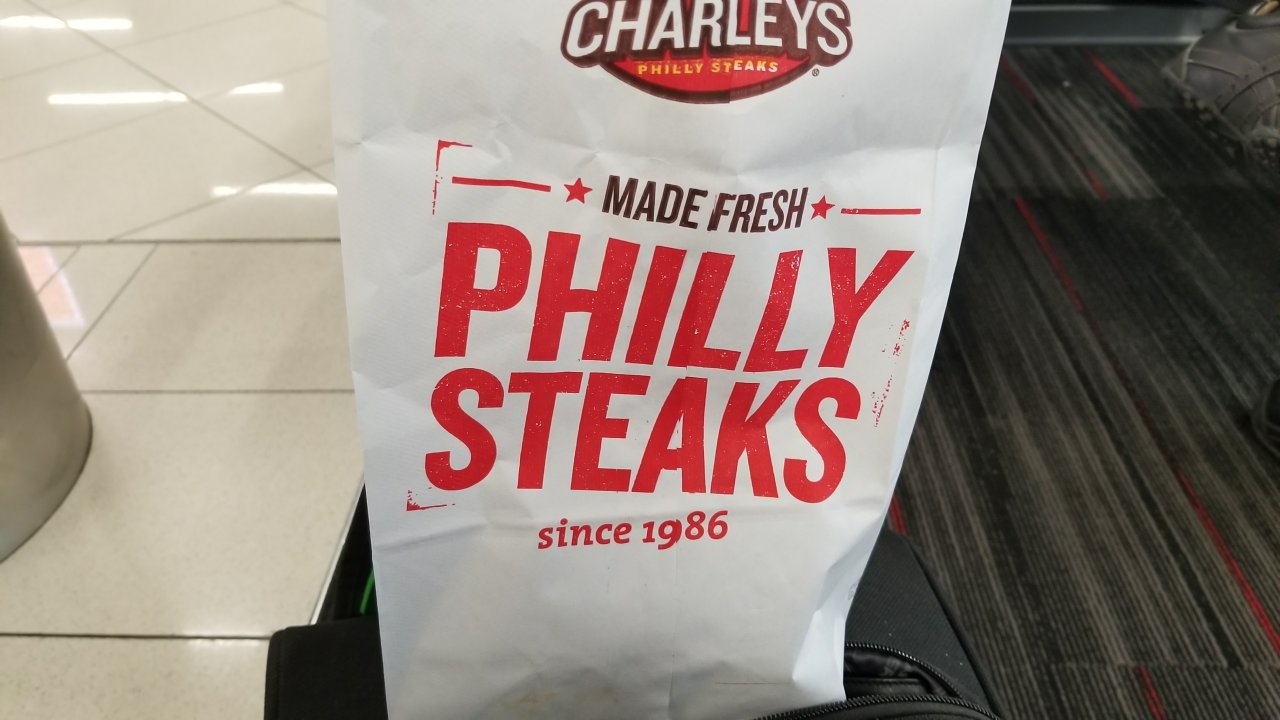 CHARLEYS
PHILLY STEAKS
MADE FRESH
PHILLY
STEAKS
since 1986